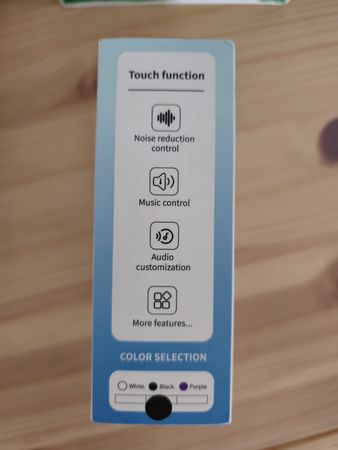 Touch function
Noise reduction
control
Music control
Audio
customization
More features...
COLOR SELECTION
White. Black. Purple